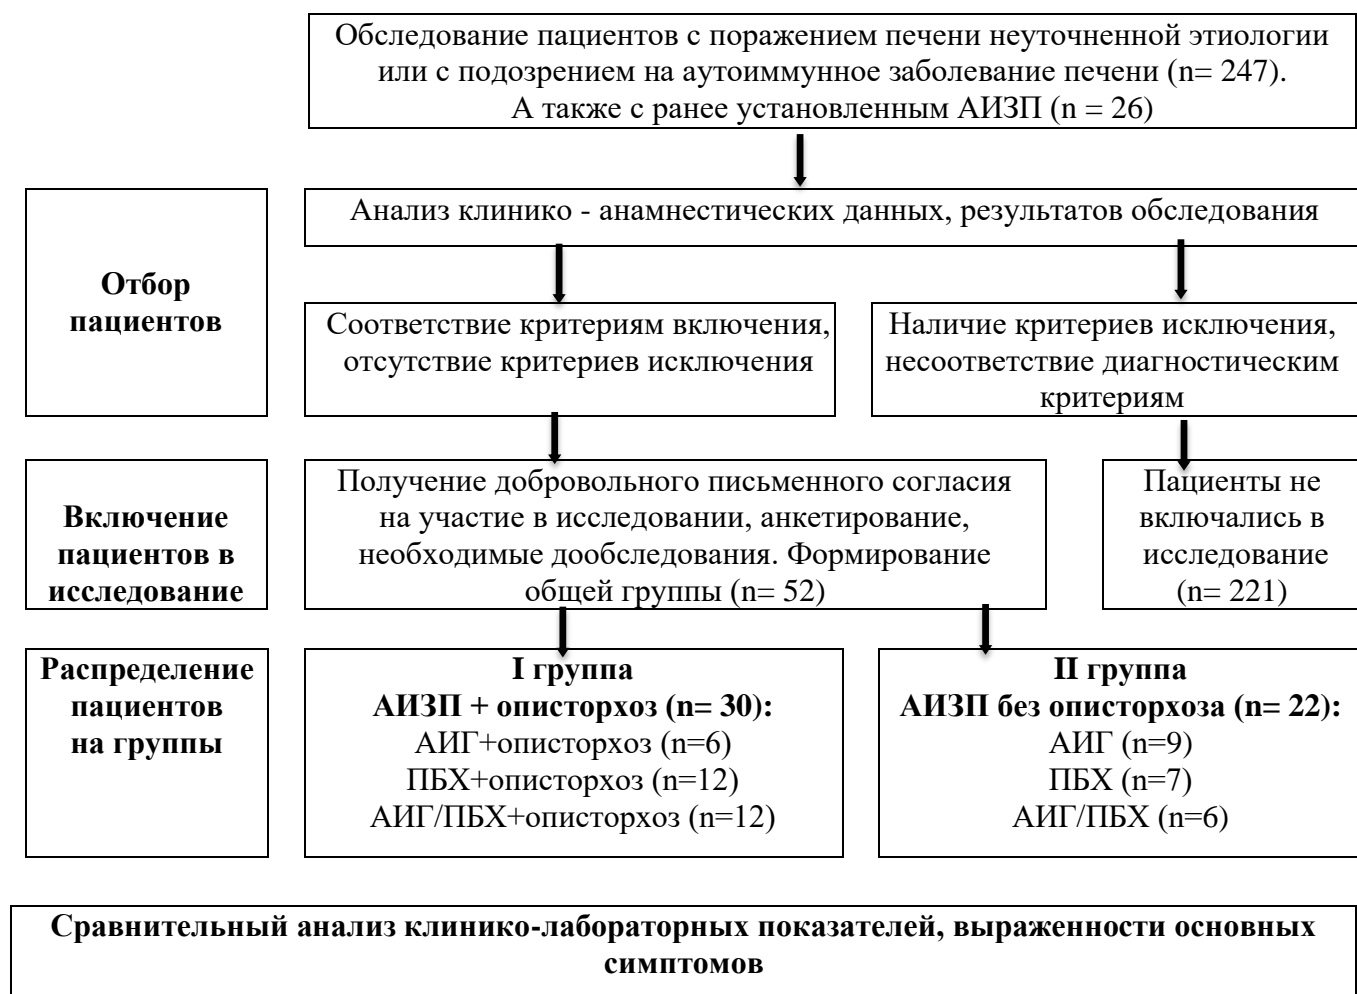 Обследование пациентов с поражением печени неуточненной этиологии
или с подозрением на аутоиммунное заболевание печени (n= 247).
А также с ранее установленным АИЗП (n = 26)
Анализ клинико - анамнестических данных, результатов обследования
Отбор
пациентов
Соответствие критериям включения,
отсутствие критериев исключения
Наличие критериев исключения,
несоответствие диагностическим
критериям
Включение
пациентов в
исследование
Получение добровольного письменного согласия
на участие в исследовании, анкетирование,
необходимые дообследования. Формирование
общей группы (n= 52)
Пациенты не
включались в
исследование
(n= 221)
Распределение
пациентов
на группы
I группа
АИЗП + описторхоз (n= 30):
АИГ+описторхоз (n=6)
ПБХ+описторхоз (n=12)
АИГ/ПБХ+описторхоз (n=12)
II группа
АИЗП без описторхоза (n= 22):
АИГ (n=9)
ПБХ (n=7)
АИГ/ПБХ (n=6)
Сравнительный анализ клинико-лабораторных показателей, выраженности основных
симптомов